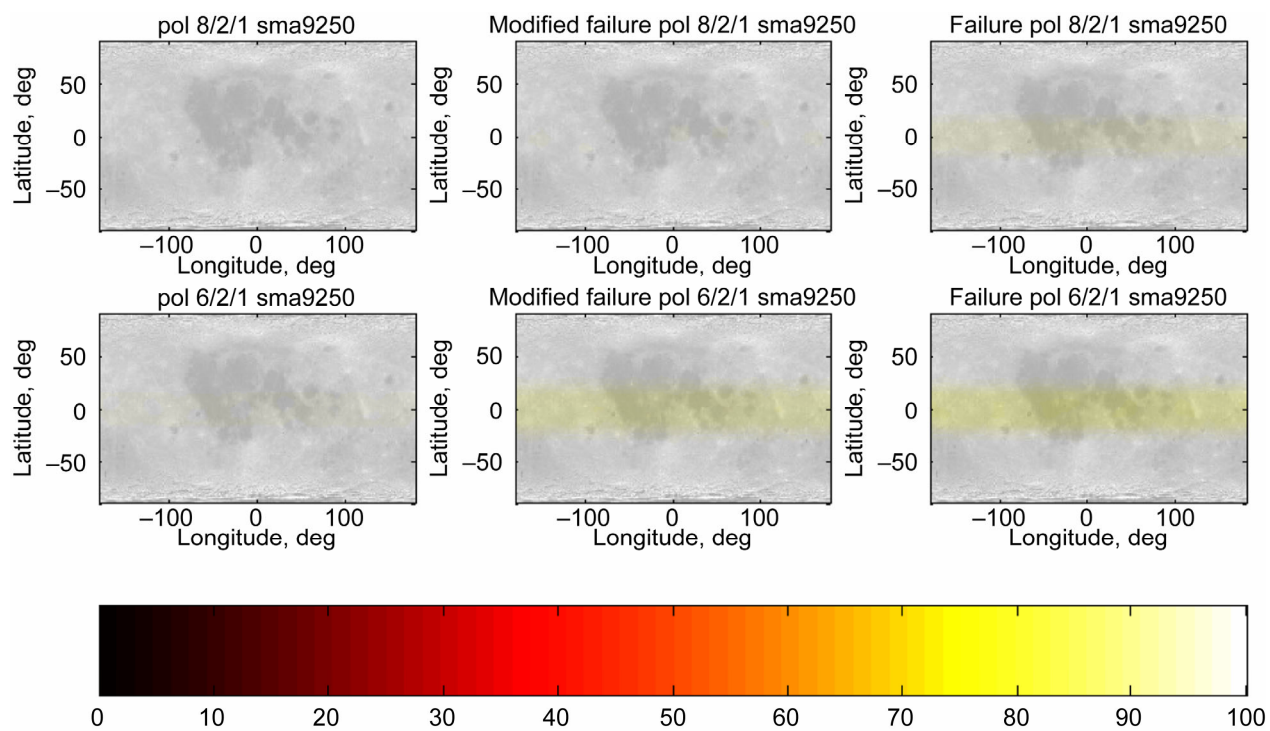 pol 8/2/1 sma9250
Modified failure pol 8/2/1 sma9250
Failure pol 8/2/1 sma9250
Latitude, deg
50
0
–50
–100
0
100
Longitude, deg
Latitude, deg
50
0
–50
–100
0
100
Longitude, deg
Latitude, deg
50
0
–50
–100
0
100
Longitude, deg
pol 6/2/1 sma9250
Modified failure pol 6/2/1 sma9250
Failure pol 6/2/1 sma9250
Latitude, deg
50
0
–50
–100
0
100
Longitude, deg
Latitude, deg
50
0
–50
–100
0
100
Longitude, deg
Latitude, deg
50
0
–50
–100
0
100
Longitude, deg
0 10 20 30 40 50 60 70 80 90 100